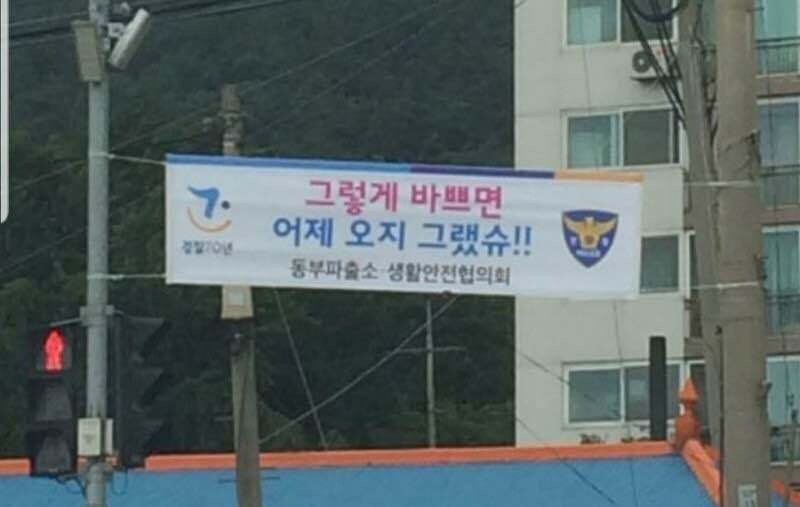 그렇게 바쁘면
어제 오지 그랬슈!!
경찰70년
동부파출소·생활안전협의회